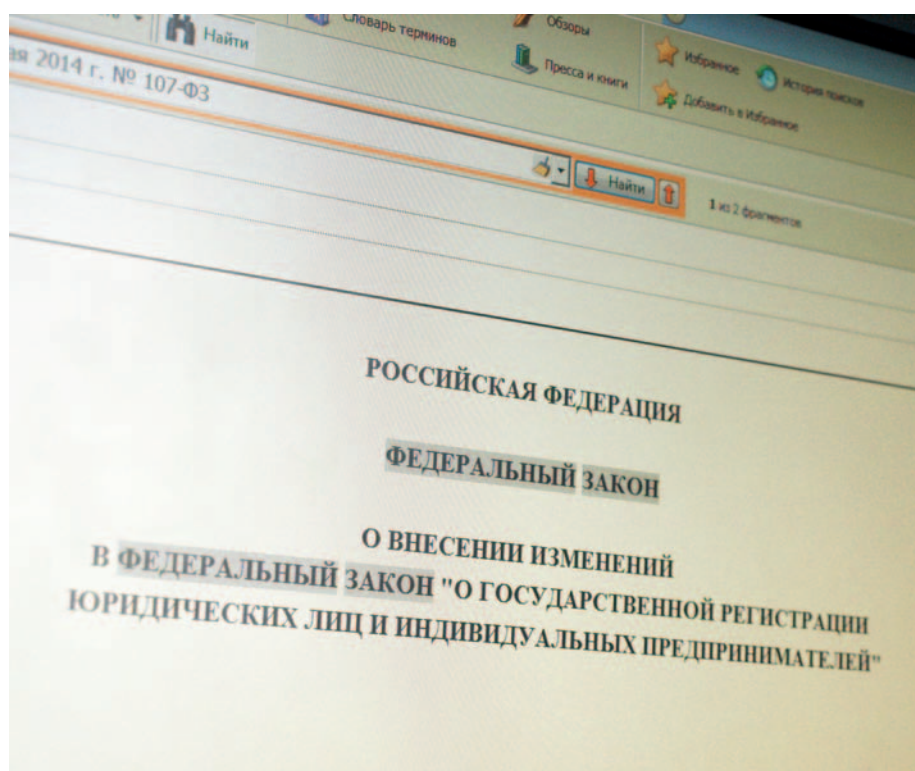 Найти
Словарь терминов
Обзоры
Пресса и книги
Избранное
История поисков
Добавить в Избранное
2014 г. № 107-ФЗ
Найти
1 из 2 фрагментов
РОССИЙСКАЯ ФЕДЕРАЦИЯ
ФЕДЕРАЛЬНЫЙ ЗАКОН
О ВНЕСЕНИИ ИЗМЕНЕНИЙ
В ФЕДЕРАЛЬНЫЙ ЗАКОН "О ГОСУДАРСТВЕННОЙ РЕГИСТРАЦИИ
ЮРИДИЧЕСКИХ ЛИЦ И ИНДИВИДУАЛЬНЫХ ПРЕДПРИНИМАТЕЛЕЙ"